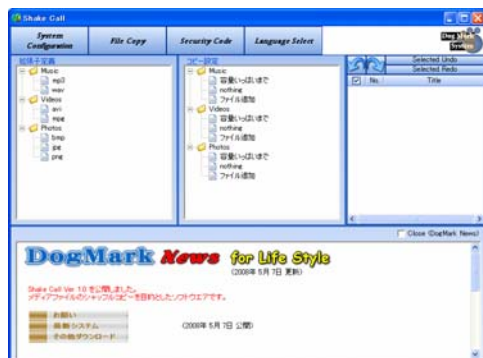 Shake Call
System Configuration
File Copy
Security Code
Language Select
Dog Mark System
拡張子定義
Music
mp3
wav
Videos
avi
mpe
Photos
bmp
jpe
png
コピー設定
Music
容量いっぱいまで
nothing
ファイル追加
Videos
容量いっぱいまで
nothing
ファイル追加
Photos
容量いっぱいまで
nothing
ファイル追加
Selected Undo
Selected Redo
No.
Title
Close (DogMark News)
DogMark News for Life Style
(2008年 5月 7日 更新)
Shake Call Ver 1.0 を公開しました。
メディアファイルのシャッフルコピーを目的としたソフトウエアです。
お願い
最新システム
(2008年 5月 7日 公開)
その他ダウンロード